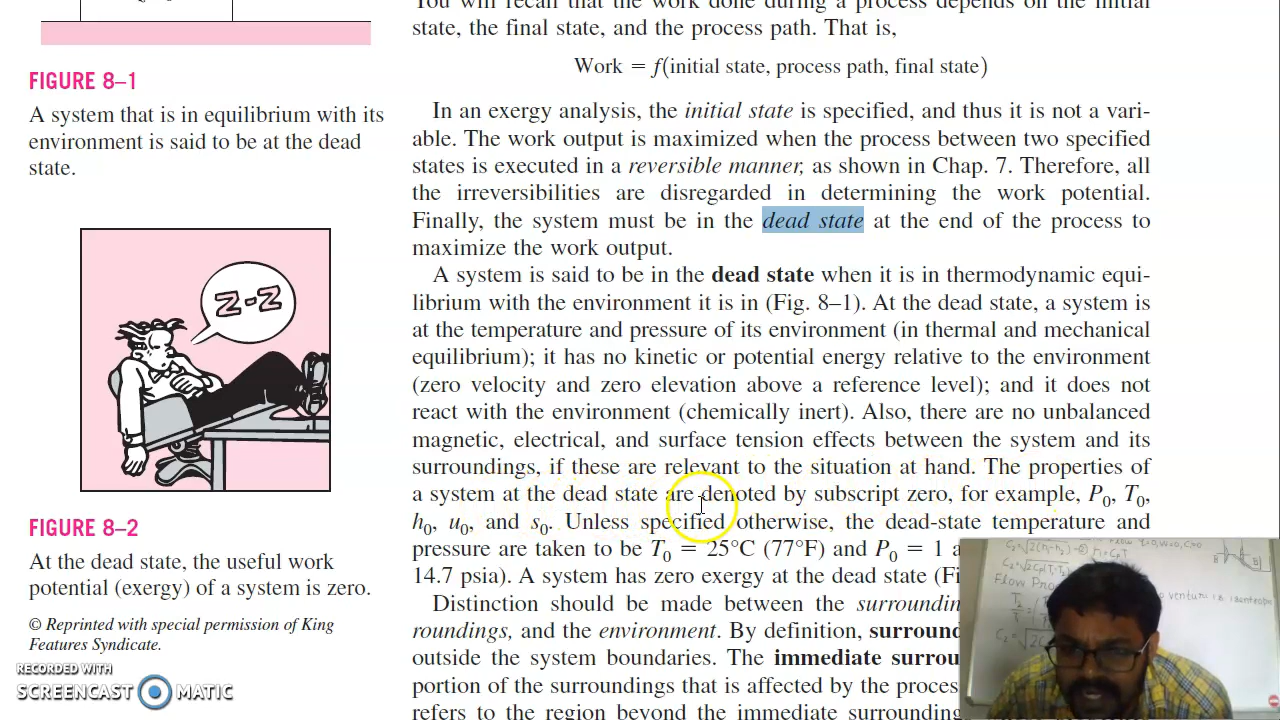 FIGURE 8–1
A system that is in equilibrium with its
environment is said to be at the dead
state.
Z-Z
FIGURE 8–2
At the dead state, the useful work
potential (exergy) of a system is zero.
© Reprinted with special permission of King
Features Syndicate.
RECORDED WITH
SCREENCAST MATIC
You will recall that the work done during a process depends on the initial
state, the final state, and the process path. That is,
Work = f(initial state, process path, final state)
In an exergy analysis, the initial state is specified, and thus it is not a vari-
able. The work output is maximized when the process between two specified
states is executed in a reversible manner, as shown in Chap. 7. Therefore, all
the irreversibilities are disregarded in determining the work potential.
Finally, the system must be in the dead state at the end of the process to
maximize the work output.
A system is said to be in the dead state when it is in thermodynamic equi-
librium with the environment it is in (Fig. 8–1). At the dead state, a system is
at the temperature and pressure of its environment (in thermal and mechanical
equilibrium); it has no kinetic or potential energy relative to the environment
(zero velocity and zero elevation above a reference level); and it does not
react with the environment (chemically inert). Also, there are no unbalanced
magnetic, electrical, and surface tension effects between the system and its
surroundings, if these are relevant to the situation at hand. The properties of
a system at the dead state are denoted by subscript zero, for example, P₀, T₀,
h₀, u₀, and s₀. Unless specified otherwise, the dead-state temperature and
pressure are taken to be T₀ = 25°C (77°F) and P₀ = 1 a
14.7 psia). A system has zero exergy at the dead state (Fi
Distinction should be made between the surroundin
roundings, and the environment. By definition, surround
outside the system boundaries. The immediate surrou
portion of the surroundings that is affected by the proces
refers to the region beyond the immediate surrounding